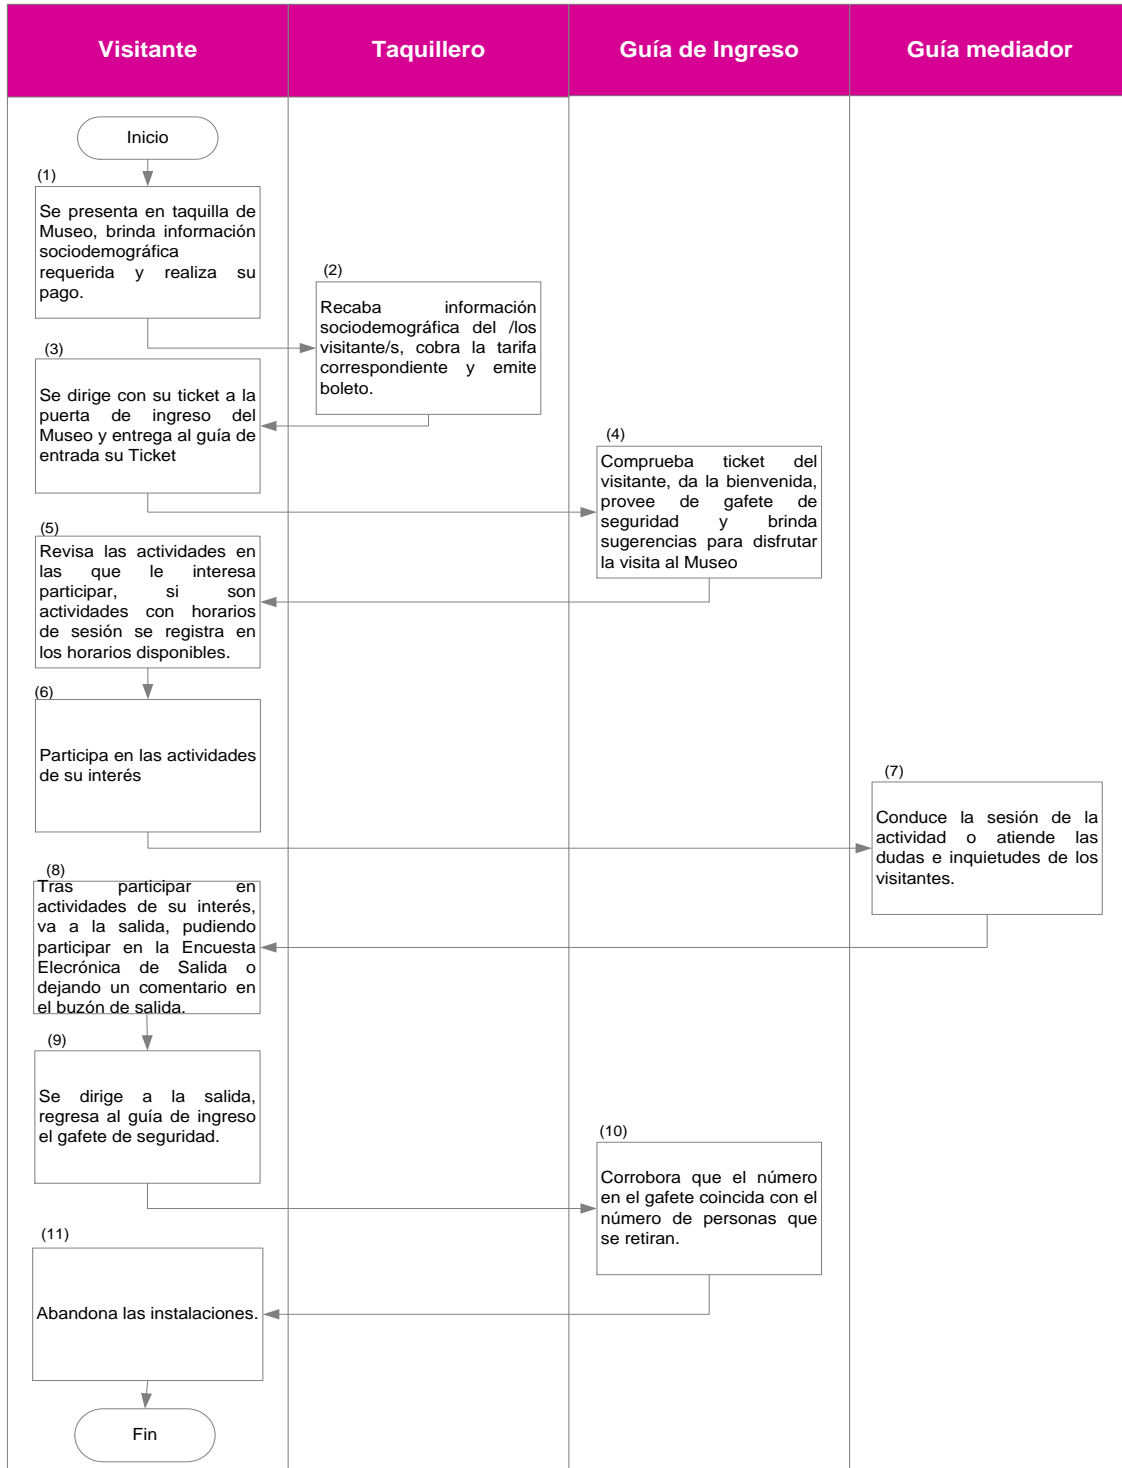 Visitante
Taquillero
Guía de Ingreso
Guía mediador
Inicio
(1)
Se presenta en taquilla de
Museo, brinda información
sociodemográfica
requerida y realiza su
pago.
(2)
Recaba información
sociodemográfica del /los
visitante/s, cobra la tarifa
correspondiente y emite
boleto.
(3)
Se dirige con su ticket a la
puerta de ingreso del
Museo y entrega al guía de
entrada su Ticket
(4)
Comprueba ticket del
visitante, da la bienvenida,
provee de gafete de
seguridad y brinda
sugerencias para disfrutar
la visita al Museo
(5)
Revisa las actividades en
las que le interesa
participar, si son
actividades con horarios
de sesión se registra en
los horarios disponibles.
(6)
Participa en las actividades
de su interés
(7)
Conduce la sesión de la
actividad o atiende las
dudas e inquietudes de los
visitantes.
(8)
Tras participar en
actividades de su interés,
va a la salida, pudiendo
participar en la Encuesta
Elecrónica de Salida o
dejando un comentario en
el buzón de salida.
(9)
Se dirige a la salida,
regresa al guía de ingreso
el gafete de seguridad.
(10)
Corrobora que el número
en el gafete coincida con el
número de personas que
se retiran.
(11)
Abandona las instalaciones.
Fin